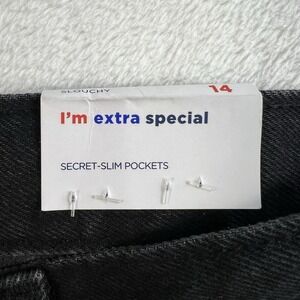 SLOUCHY 14
I'm extra special
SECRET-SLIM POCKETS